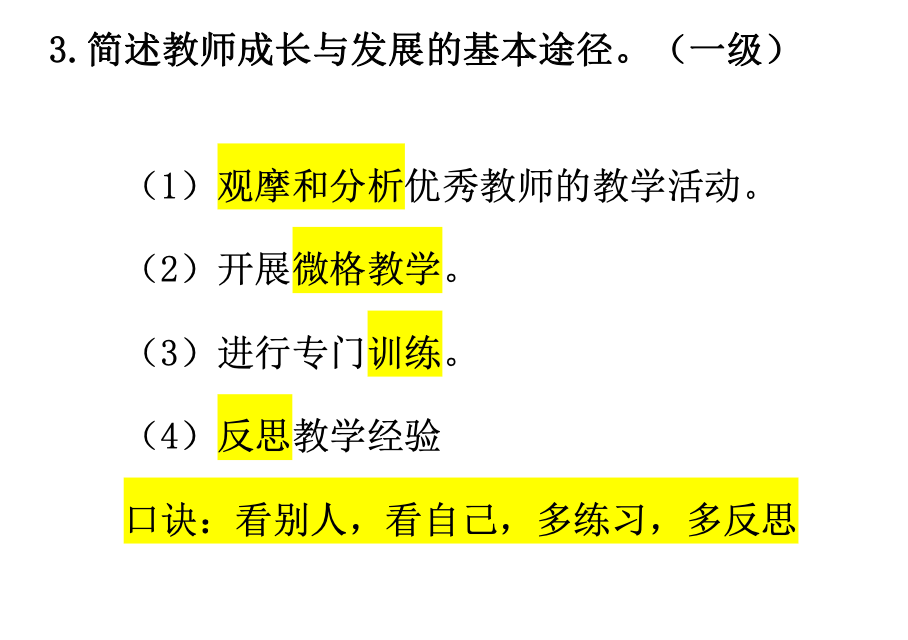 3.简述教师成长与发展的基本途径。（一级）
（1）观摩和分析优秀教师的教学活动。
（2）开展微格教学。
（3）进行专门训练。
（4）反思教学经验
口诀：看别人，看自己，多练习，多反思